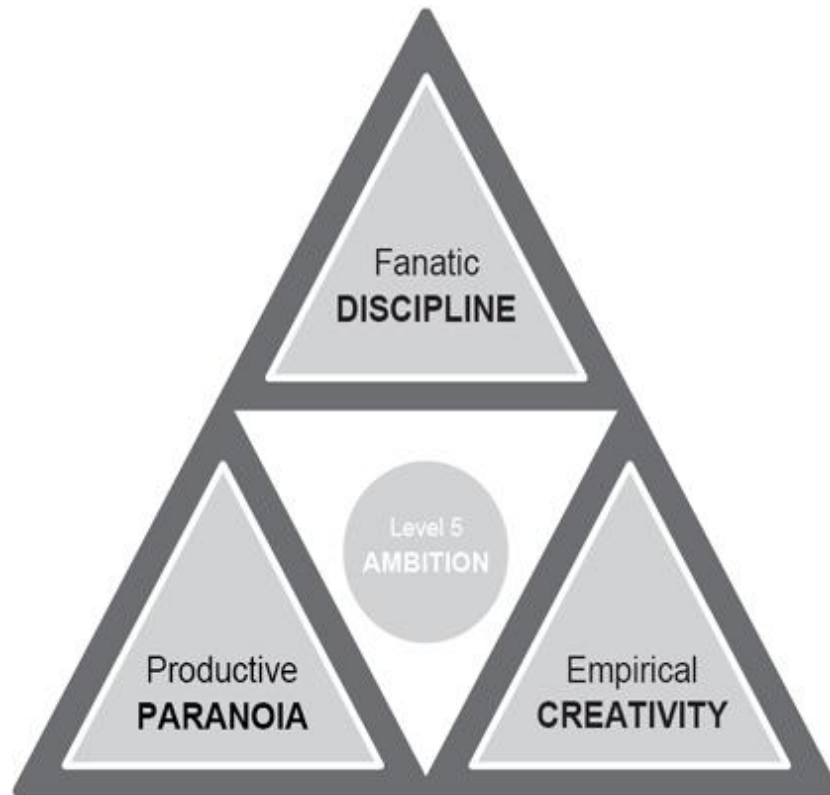 Fanatic
DISCIPLINE
Level 5
AMBITION
Productive
PARANOIA
Empirical
CREATIVITY